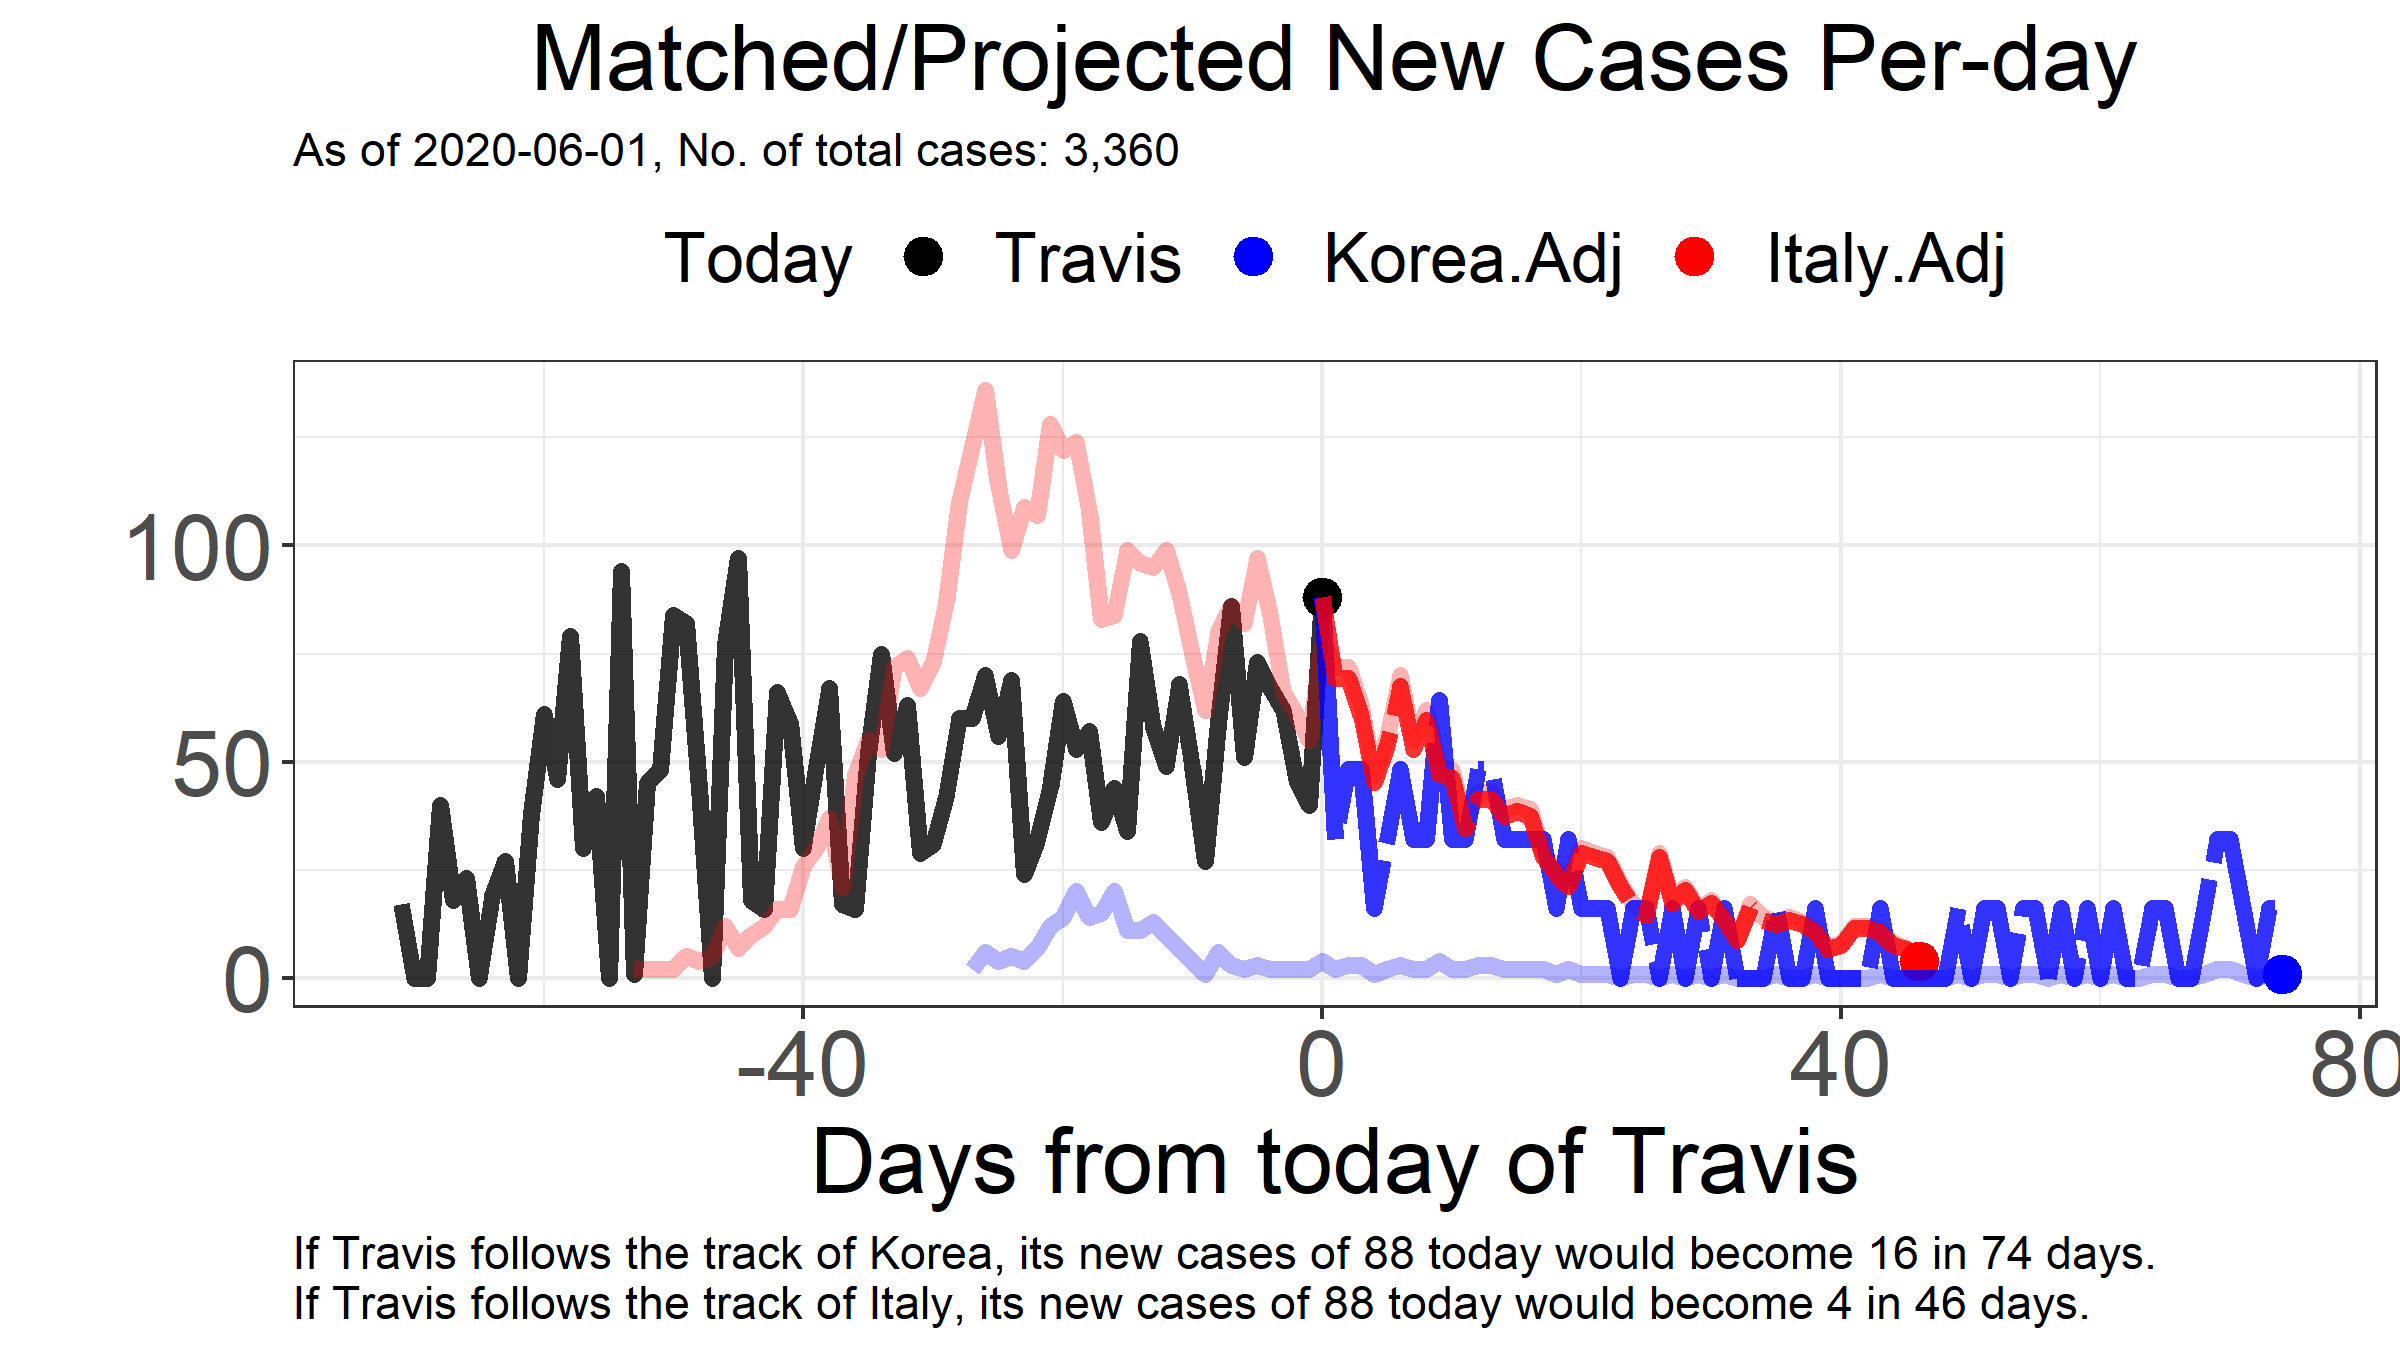 Matched/Projected New Cases Per-day
As of 2020-06-01, No. of total cases: 3,360
Today Travis Korea.Adj Italy.Adj
100
50
0
-40 0 40 80
Days from today of Travis
If Travis follows the track of Korea, its new cases of 88 today would become 16 in 74 days.
If Travis follows the track of Italy, its new cases of 88 today would become 4 in 46 days.